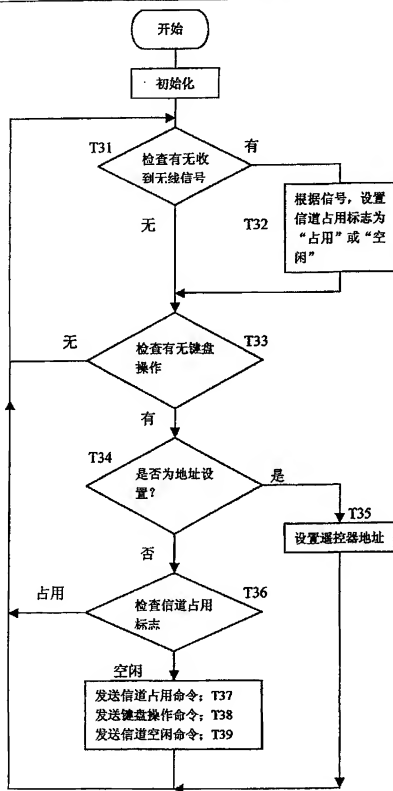 开始
初始化
T31
检查有无收
到无线信号
有
无
T32
根据信号，设置
信道占用标志为
“占用”或“空
闲”
无
检查有无键盘
操作
T33
有
T34
是否为地址设
置？
是
否
T35
设置遥控器地址
占用
检查信道占用
标志
T36
空闲
发送信道占用命令；T37
发送键盘操作命令；T38
发送信道空闲命令；T39